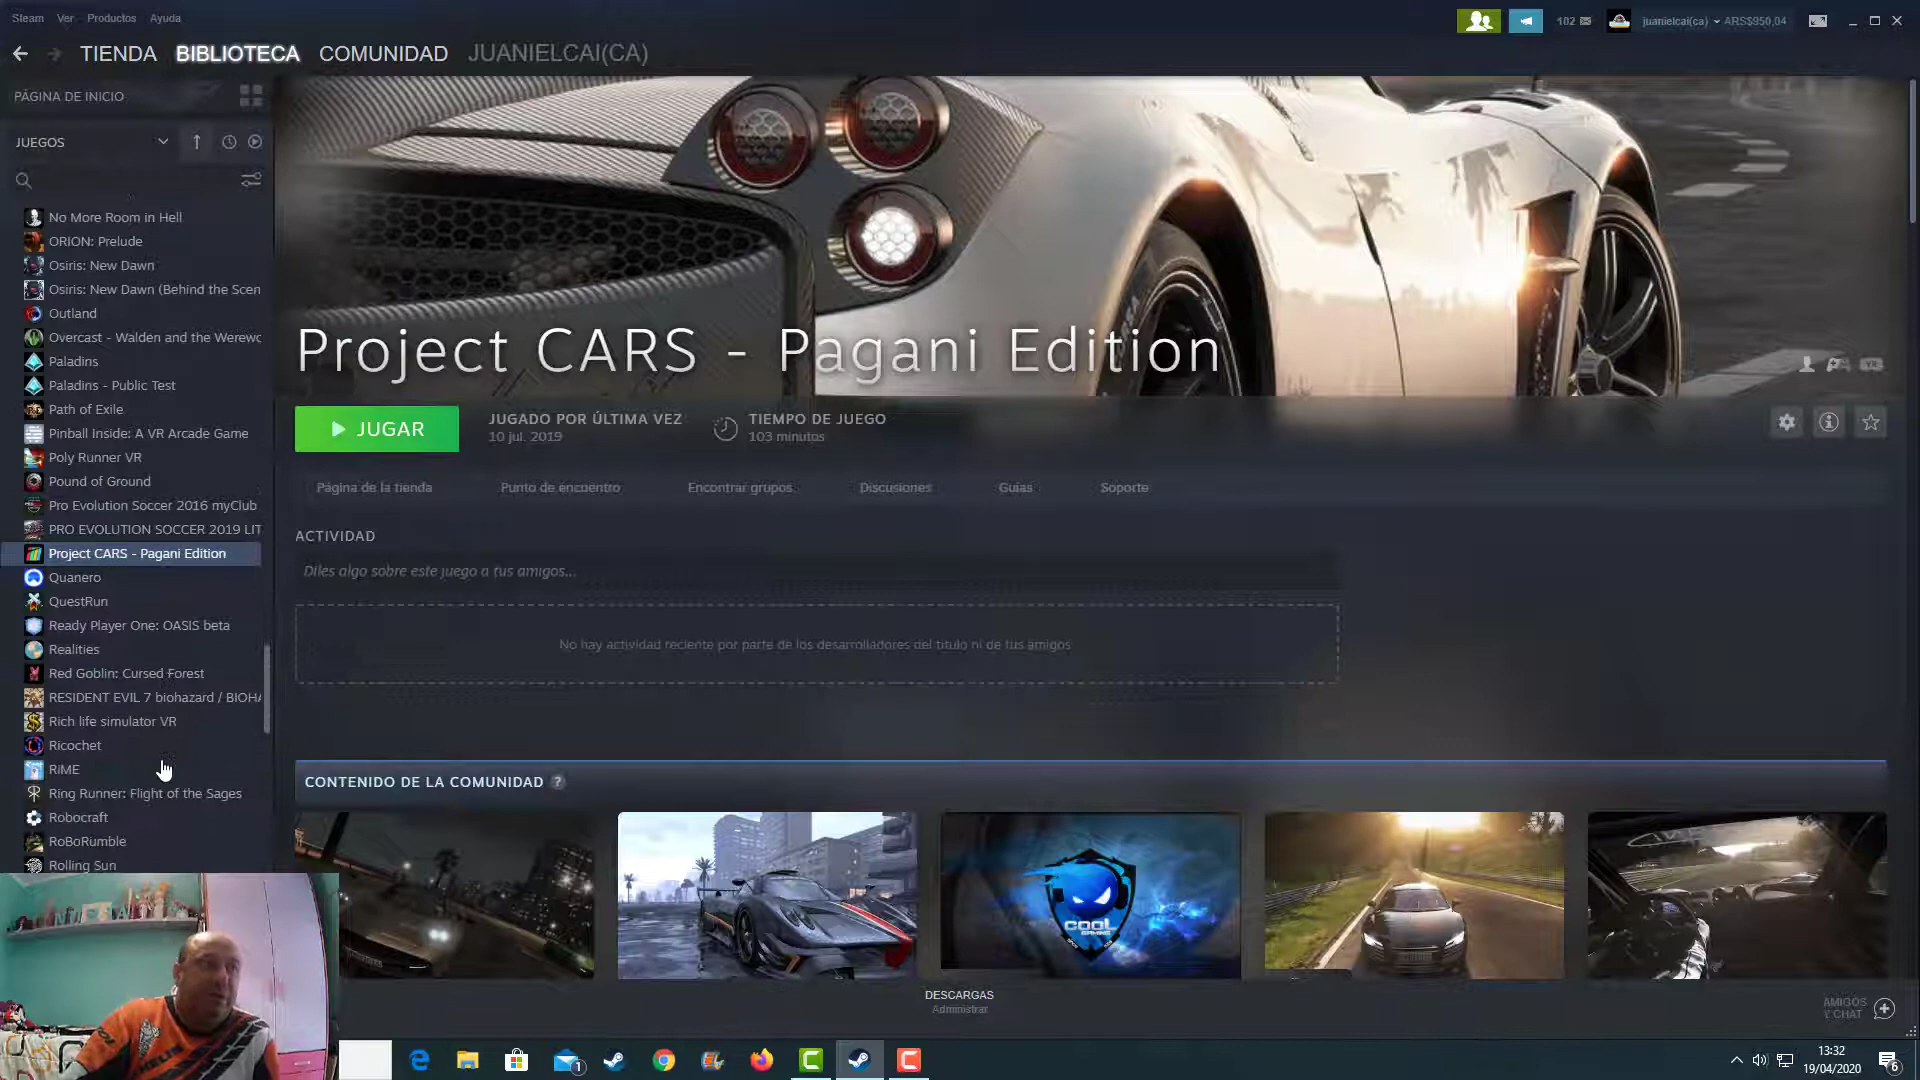 Steam Ver Productos Ayuda
102
juanielcai(ca) ARS$950,04
TIENDA BIBLIOTECA COMUNIDAD JUANIELCAI(CA)
PÁGINA DE INICIO
JUEGOS
No More Room in Hell
ORION: Prelude
Osiris: New Dawn
Osiris: New Dawn (Behind the Scen
Outland
Overcast - Walden and the Werewo
Paladins
Paladins - Public Test
Path of Exile
Pinball Inside: A VR Arcade Game
Poly Runner VR
Pound of Ground
Pro Evolution Soccer 2016 myClub
PRO EVOLUTION SOCCER 2019 LIT
Project CARS - Pagani Edition
Quanero
QuestRun
Ready Player One: OASIS beta
Realities
Red Goblin: Cursed Forest
RESIDENT EVIL 7 biohazard / BIOHA
Rich life simulator VR
Ricochet
RiME
Ring Runner: Flight of the Sages
Robocraft
RoBoRumble
Rolling Sun
Project CARS - Pagani Edition
JUGAR
JUGADO POR ÚLTIMA VEZ
10 jul. 2019
TIEMPO DE JUEGO
103 minutos
Página de la tienda Punto de encuentro Encontrar grupos Discusiones Guías Soporte
ACTIVIDAD
Diles algo sobre este juego a tus amigos...
No hay actividad reciente por parte de los desarrolladores del título ni de tus amigos
CONTENIDO DE LA COMUNIDAD ?
COOL
GAMING
DESCARGAS
Administrar
AMIGOS
Y CHAT
1
13:32
19/04/2020
6